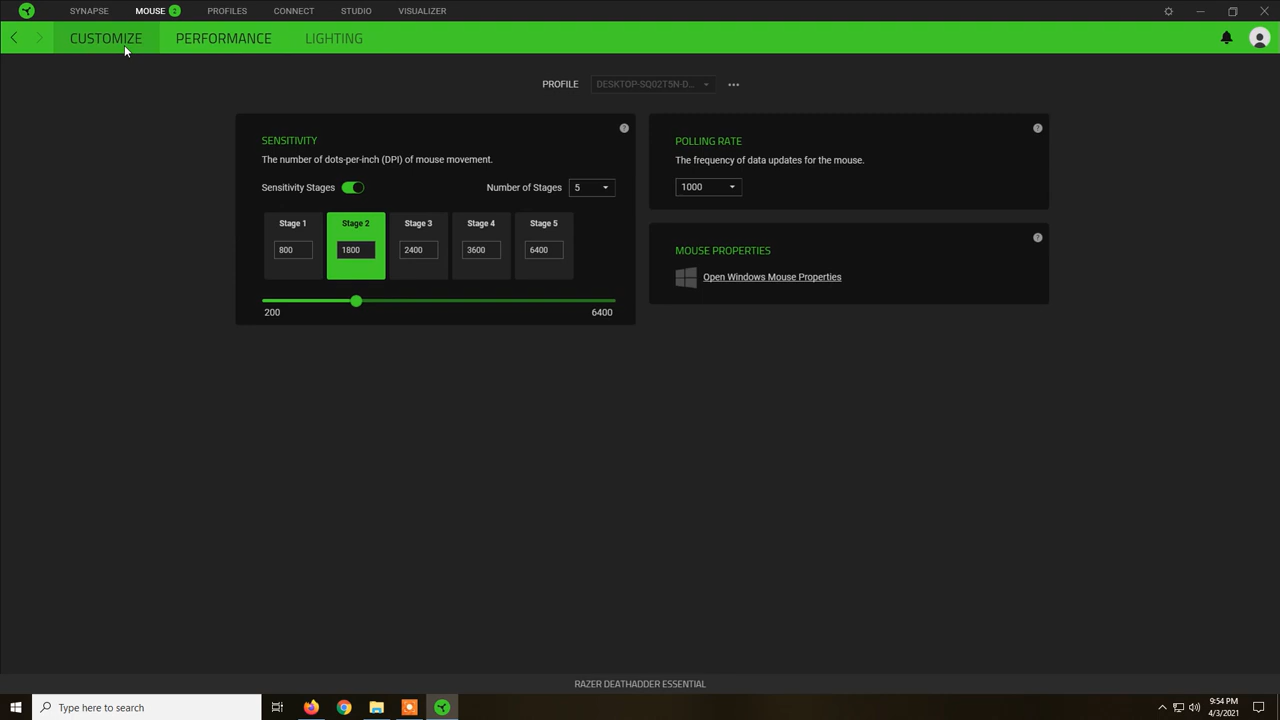 SYNAPSE MOUSE 2 PROFILES CONNECT STUDIO VISUALIZER
CUSTOMIZE PERFORMANCE LIGHTING
PROFILE DESKTOP-SQ02T5N-D...
SENSITIVITY
The number of dots-per-inch (DPI) of mouse movement.
Sensitivity Stages Number of Stages 5
Stage 1 Stage 2 Stage 3 Stage 4 Stage 5
800 1800 2400 3600 6400
200 6400
POLLING RATE
The frequency of data updates for the mouse.
1000
MOUSE PROPERTIES
Open Windows Mouse Properties
RAZER DEATHADDER ESSENTIAL
Type here to search
9:54 PM
4/3/2021